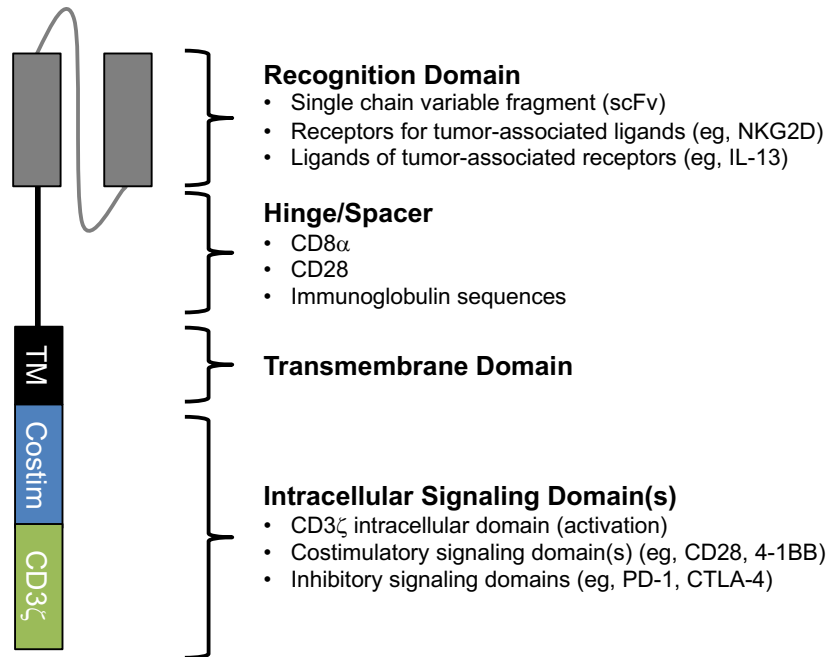 Recognition Domain
• Single chain variable fragment (scFv)
• Receptors for tumor-associated ligands (eg, NKG2D)
• Ligands of tumor-associated receptors (eg, IL-13)
Hinge/Spacer
• CD8α
• CD28
• Immunoglobulin sequences
TM
Transmembrane Domain
Costim
CD3ζ
Intracellular Signaling Domain(s)
• CD3ζ intracellular domain (activation)
• Costimulatory signaling domain(s) (eg, CD28, 4-1BB)
• Inhibitory signaling domains (eg, PD-1, CTLA-4)